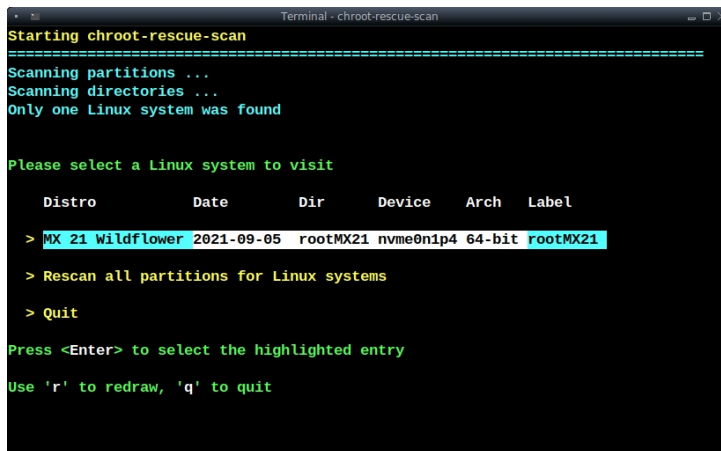 Terminal - chroot-rescue-scan
Starting chroot-rescue-scan
===============================================================================
Scanning partitions ...
Scanning directories ...
Only one Linux system was found
Please select a Linux system to visit
Distro Date Dir Device Arch Label
> MX 21 Wildflower 2021-09-05 rootMX21 nvme0n1p4 64-bit rootMX21
> Rescan all partitions for Linux systems
> Quit
Press <Enter> to select the highlighted entry
Use 'r' to redraw, 'q' to quit